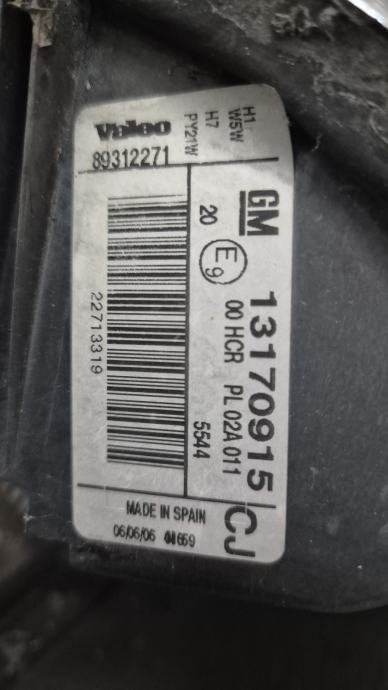 Valeo
89312271
H1
W5W
H7
PY21W
GM 13170915 CJ
20 E9 00 HCR PL 02A 011
5544
22713319
MADE IN SPAIN
06/06/06